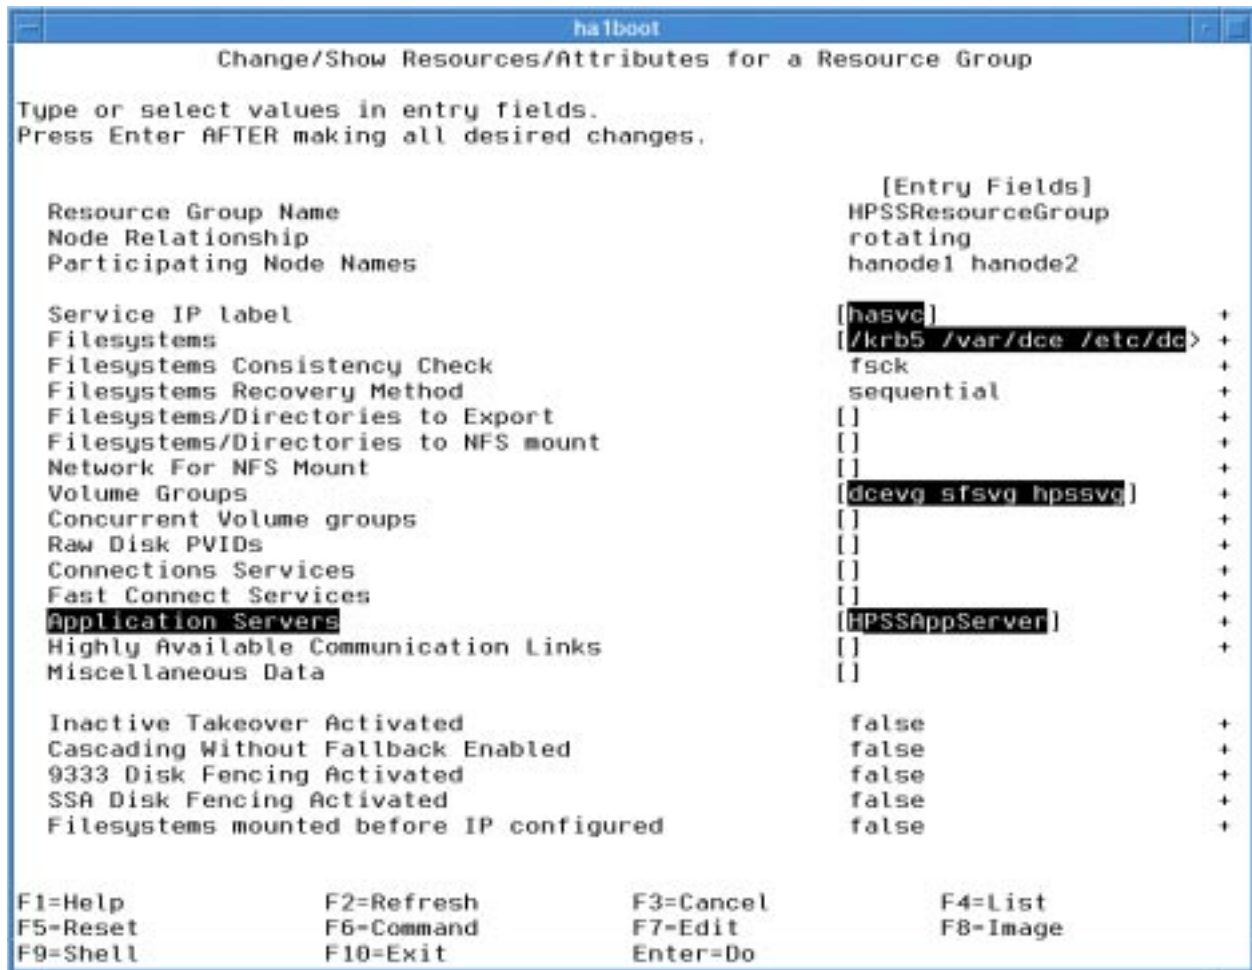 ha1boot
Change/Show Resources/Attributes for a Resource Group
Type or select values in entry fields.
Press Enter AFTER making all desired changes.
[Entry Fields]
Resource Group Name HPSSResourceGroup
Node Relationship rotating
Participating Node Names hanode1 hanode2
Service IP label [hasvc] +
Filesystems [/krb5 /var/dce /etc/dc> +
Filesystems Consistency Check fsck +
Filesystems Recovery Method sequential +
Filesystems/Directories to Export [] +
Filesystems/Directories to NFS mount [] +
Network For NFS Mount [] +
Volume Groups [dcevg sfsvg hpssvg] +
Concurrent Volume groups [] +
Raw Disk PVIDs [] +
Connections Services [] +
Fast Connect Services [] +
Application Servers [HPSSAppServer] +
Highly Available Communication Links [] +
Miscellaneous Data []
Inactive Takeover Activated false +
Cascading Without Fallback Enabled false +
9333 Disk Fencing Activated false +
SSA Disk Fencing Activated false +
Filesystems mounted before IP configured false +
F1=Help F2=Refresh F3=Cancel F4=List
F5=Reset F6=Command F7=Edit F8=Image
F9=Shell F10=Exit Enter=Do